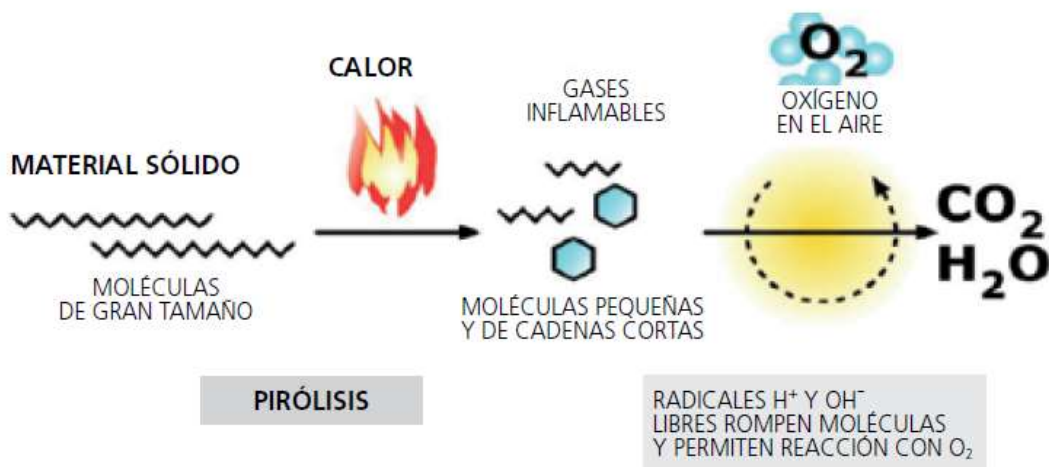 MATERIAL SÓLIDO
MOLÉCULAS
DE GRAN TAMAÑO
CALOR
PIRÓLISIS
GASES
INFLAMABLES
MOLÉCULAS PEQUEÑAS
Y DE CADENAS CORTAS
O₂
OXÍGENO
EN EL AIRE
CO₂
H₂O
RADICALES H⁺ Y OH⁻
LIBRES ROMPEN MOLÉCULAS
Y PERMITEN REACCIÓN CON O₂